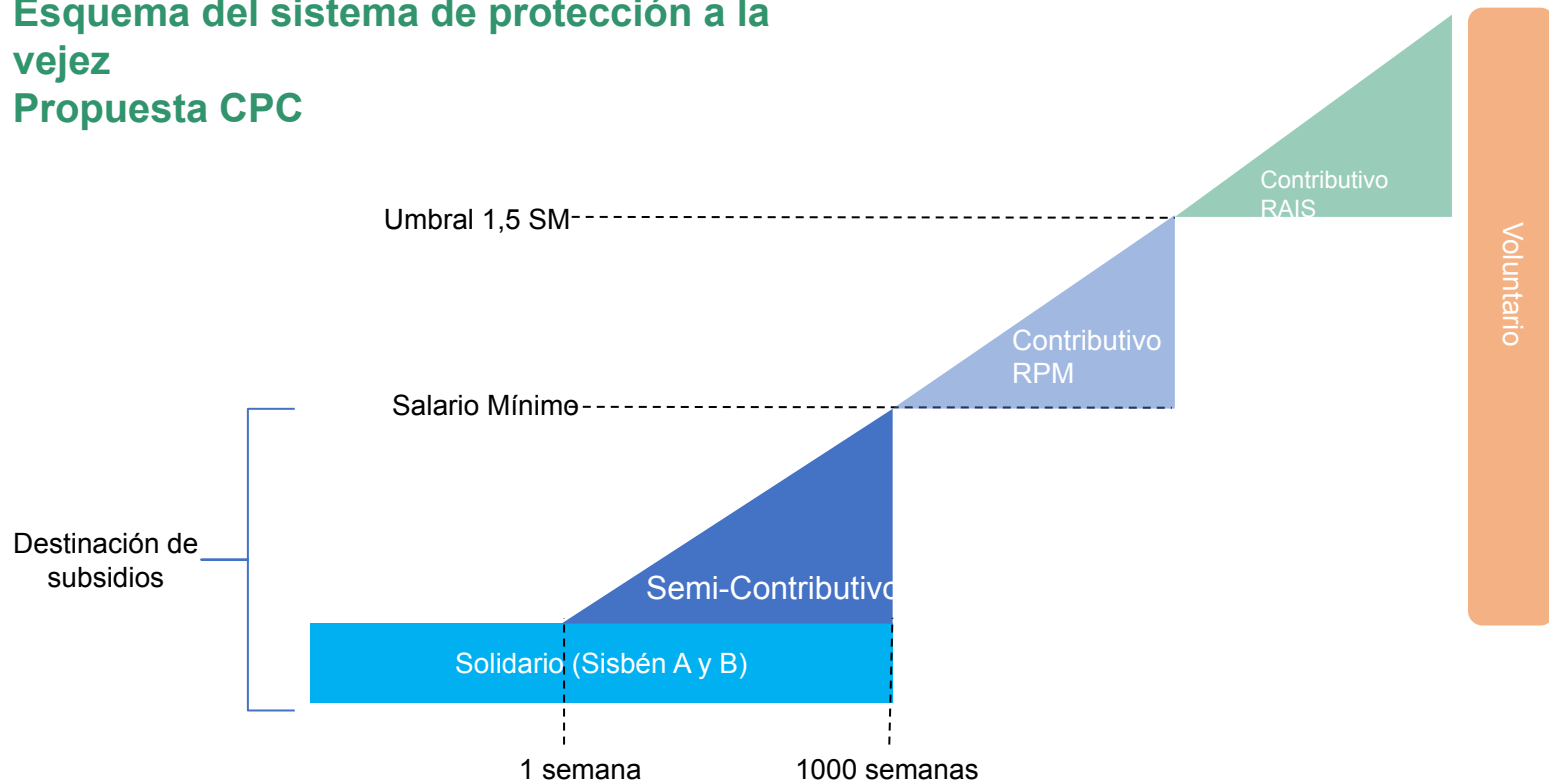 Esquema del sistema de protección a la
vejez
Propuesta CPC
Contributivo
RAIS
Umbral 1,5 SM
Voluntario
Contributivo
RPM
Salario Mínimo
Destinación de
subsidios
Semi-Contributivo
Solidario (Sisbén A y B)
1 semana
1000 semanas